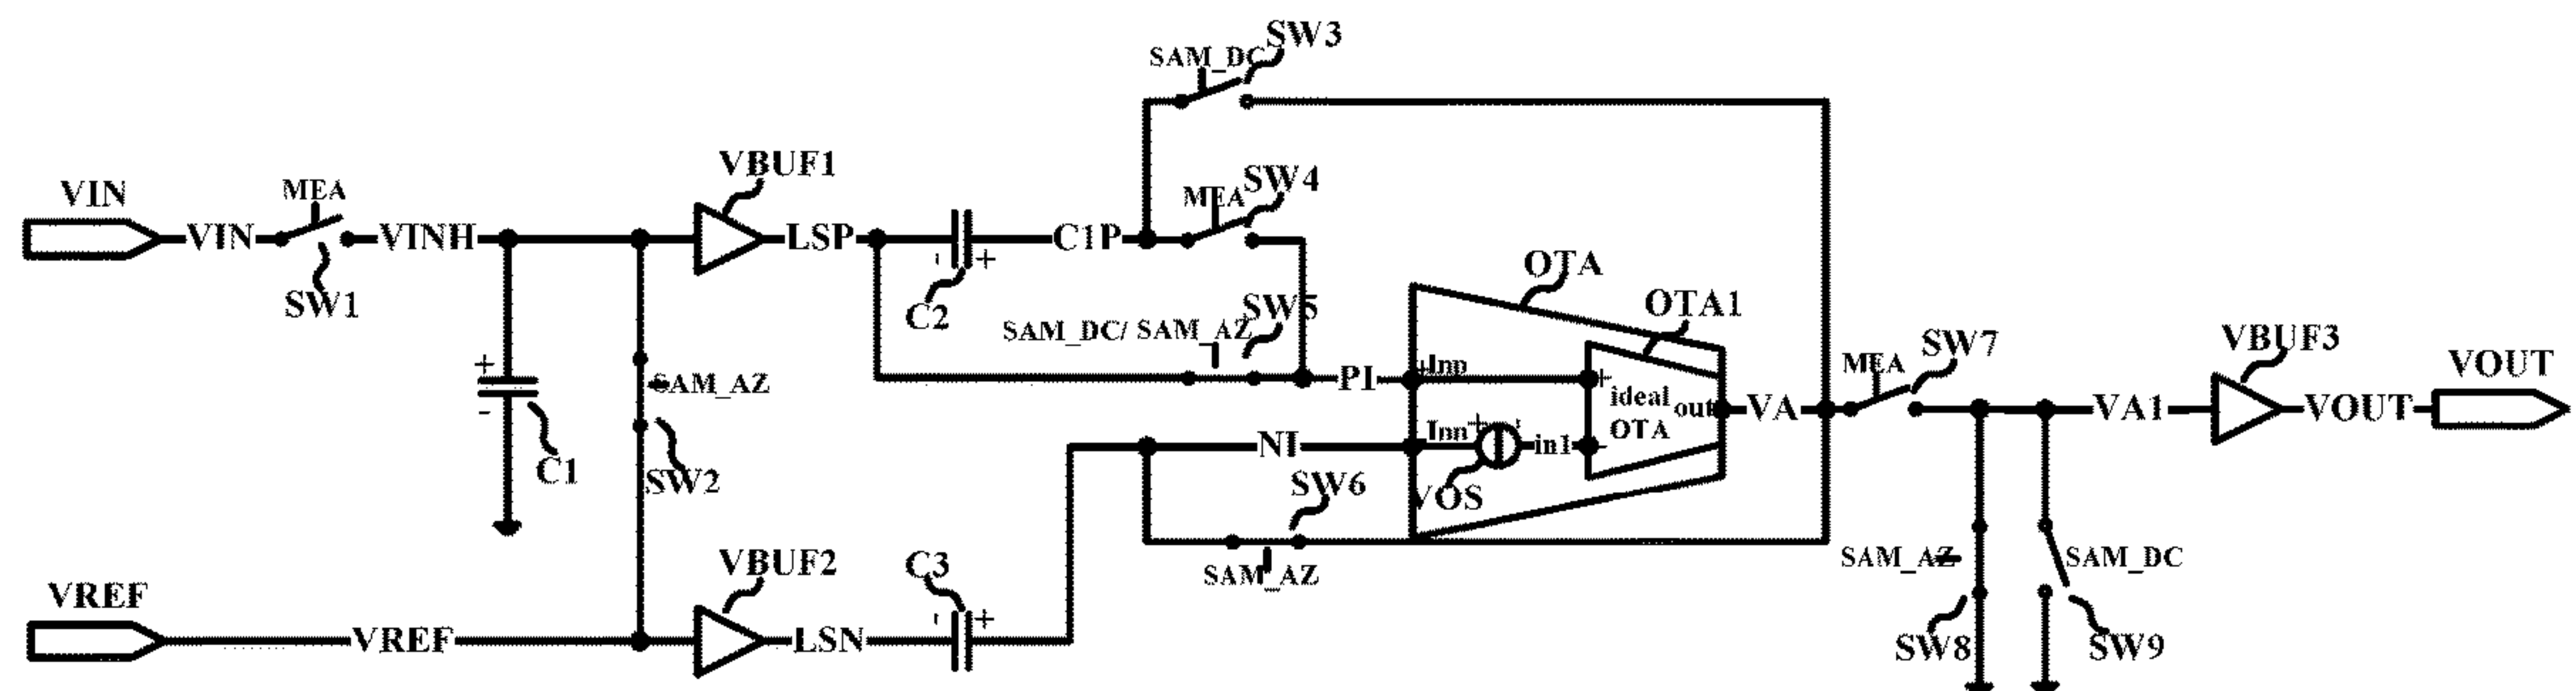 SAM_DC SW3
VBUF1
VIN MEA MEA SW4
VIN VINH LSP C1P
SW1 - + C2
OTA OTA1
SAM_DC/ SAM_AZ SW5
SW7 VBUF3 VOUT
MEA
+ SAM_AZ PI +Inp + ideal out VA VA1 VOUT
- OTA
C1 SW2 NI Inn + - in1 -
SW6 VOS
VBUF2 C3 SAM_AZ SAM_AZ SAM_DC
VREF - +
VREF LSN SW8 SW9